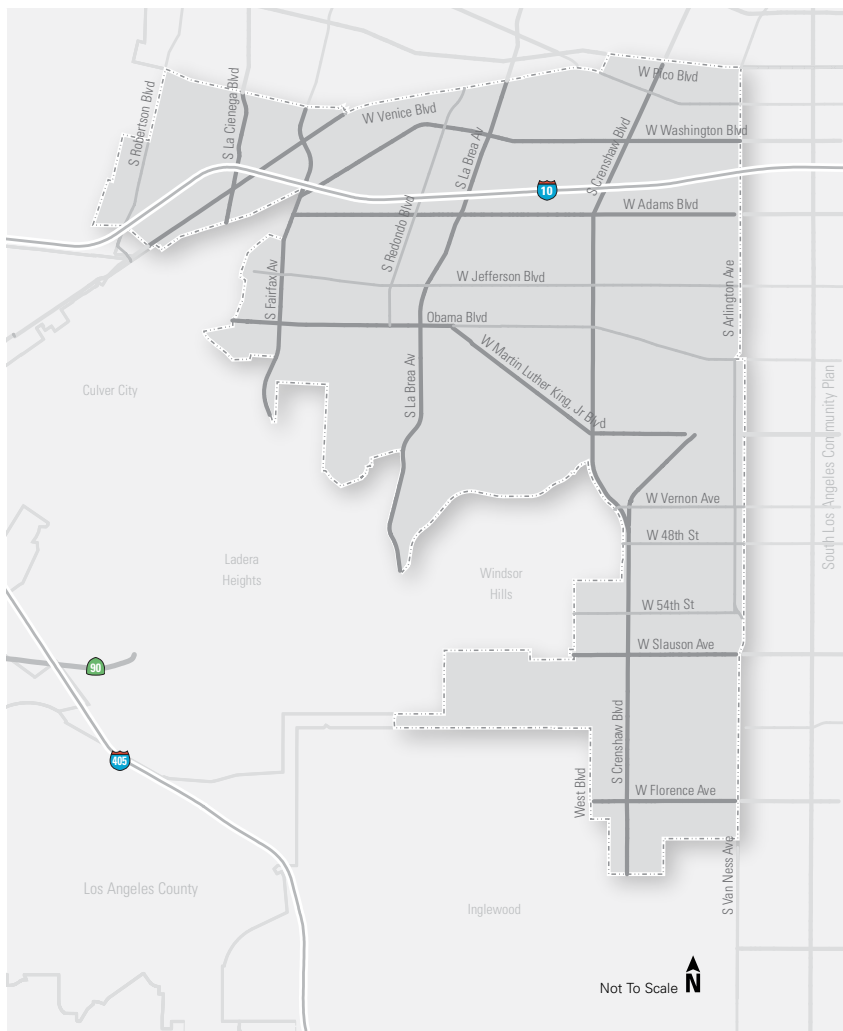 W Pico Blvd
S Robertson Blvd
S La Cienega Blvd
W Venice Blvd
W Washington Blvd
S La Brea Av
S Crenshaw Blvd
10
W Adams Blvd
S Redondo Blvd
S Fairfax Av
W Jefferson Blvd
S Arlington Ave
Obama Blvd
W Martin Luther King, Jr Blvd
S La Brea Av
Culver City
South Los Angeles Community Plan
W Vernon Ave
W 48th St
Ladera
Heights
Windsor
Hills
W 54th St
W Slauson Ave
90
405
S Crenshaw Blvd
West Blvd
W Florence Ave
S Van Ness Ave
Los Angeles County
Inglewood
Not To Scale
N